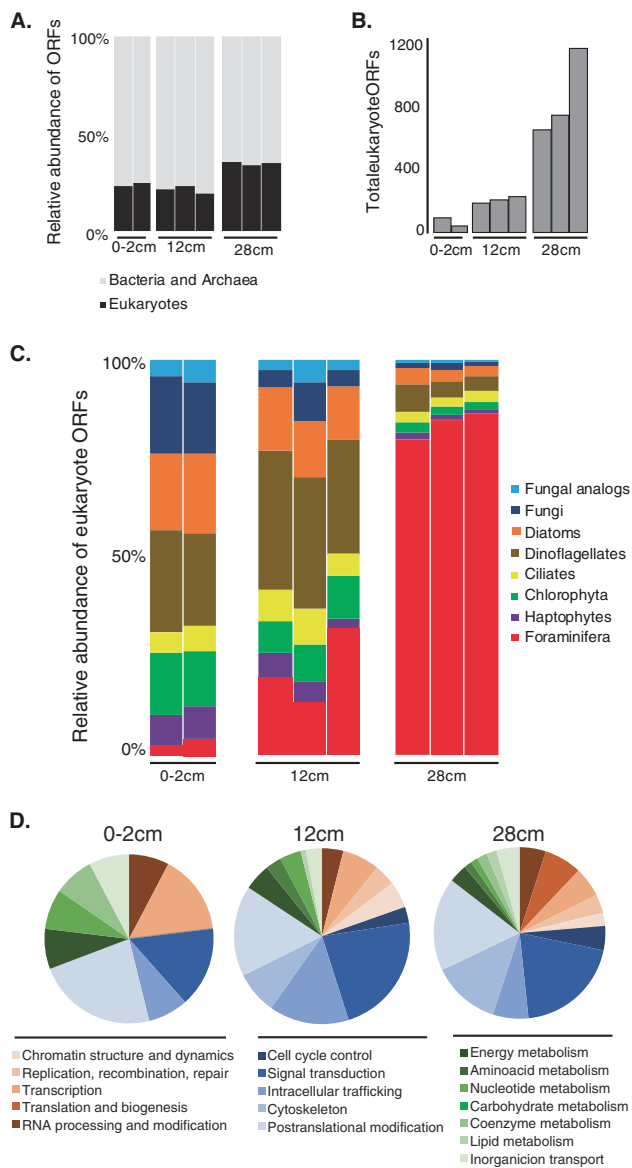 A.
Relative abundance of ORFs
100%
50%
0%
0-2cm
12cm
28cm
Bacteria and Archaea
Eukaryotes
B.
TotaleukaryoteORFs
1200
800
400
0
0-2cm
12cm
28cm
C.
Relative abundance of eukaryote ORFs
100%
50%
0%
0-2cm
12cm
28cm
Fungal analogs
Fungi
Diatoms
Dinoflagellates
Ciliates
Chlorophyta
Haptophytes
Foraminifera
D.
0-2cm
12cm
28cm
Chromatin structure and dynamics
Replication, recombination, repair
Transcription
Translation and biogenesis
RNA processing and modification
Cell cycle control
Signal transduction
Intracellular trafficking
Cytoskeleton
Postranslational modification
Energy metabolism
Aminoacid metabolism
Nucleotide metabolism
Carbohydrate metabolism
Coenzyme metabolism
Lipid metabolism
Inorganicion transport